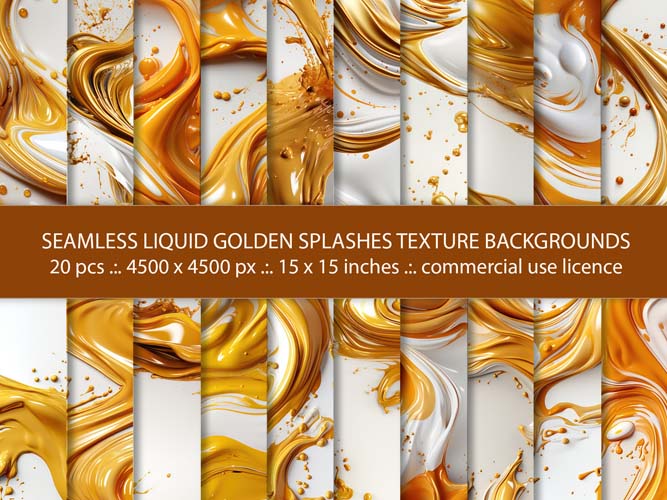 SEAMLESS LIQUID GOLDEN SPLASHES TEXTURE BACKGROUNDS
20 pcs .:. 4500 x 4500 px .:. 15 x 15 inches .:. commercial use licence